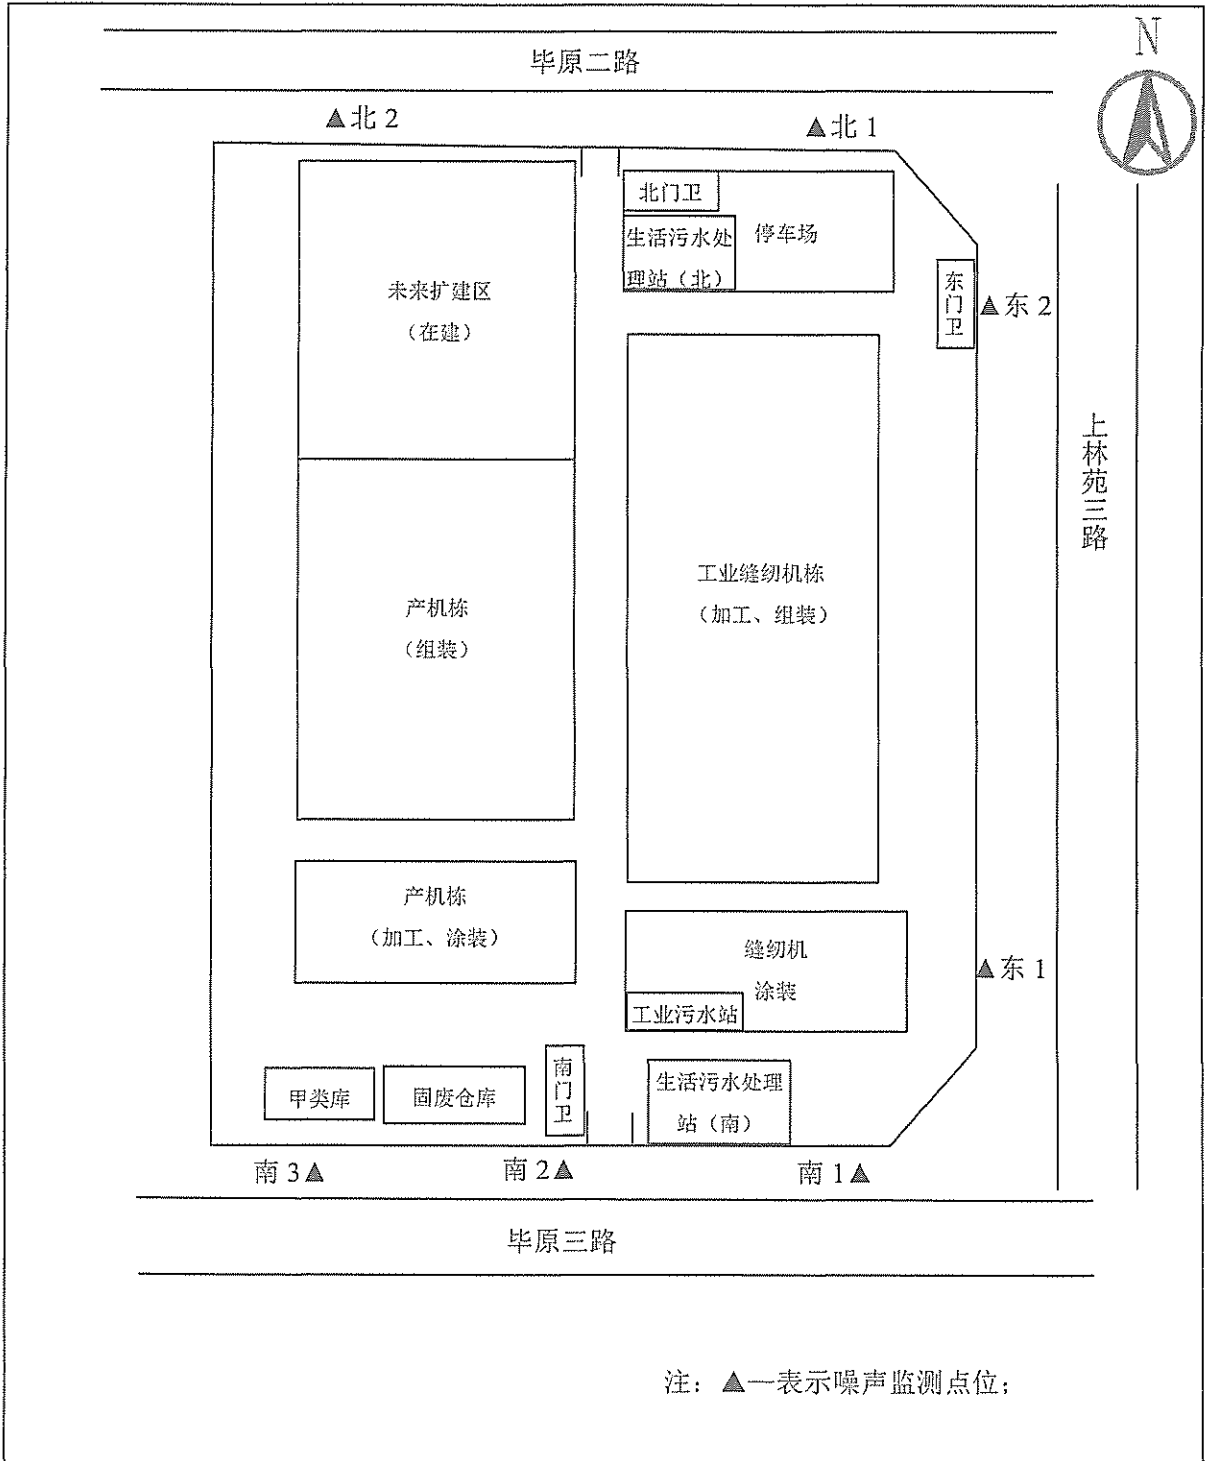 N
毕原二路
▲北 2
▲北 1
北门卫
生活污水处
理站（北）
停车场
东门卫
▲东 2
未来扩建区
（在建）
上林苑三路
工业缝纫机栋
（加工、组装）
产机栋
（组装）
产机栋
（加工、涂装）
缝纫机
涂装
工业污水站
▲东 1
甲类库
固废仓库
南门卫
生活污水处理
站（南）
南 3▲
南 2▲
南 1▲
毕原三路
注：▲—表示噪声监测点位；